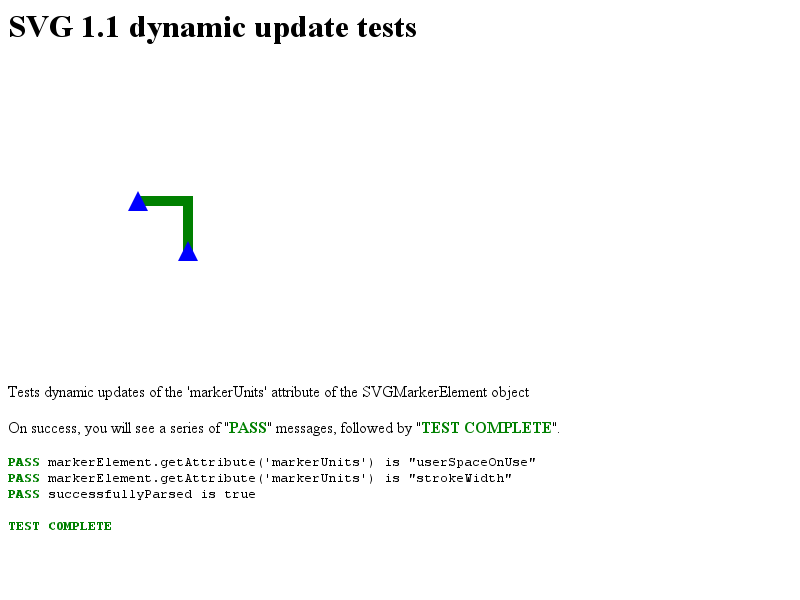 SVG 1.1 dynamic update tests
Tests dynamic updates of the 'markerUnits' attribute of the SVGMarkerElement object
On success, you will see a series of "PASS" messages, followed by "TEST COMPLETE".
PASS markerElement.getAttribute('markerUnits') is "userSpaceOnUse"
PASS markerElement.getAttribute('markerUnits') is "strokeWidth"
PASS successfullyParsed is true
TEST COMPLETE